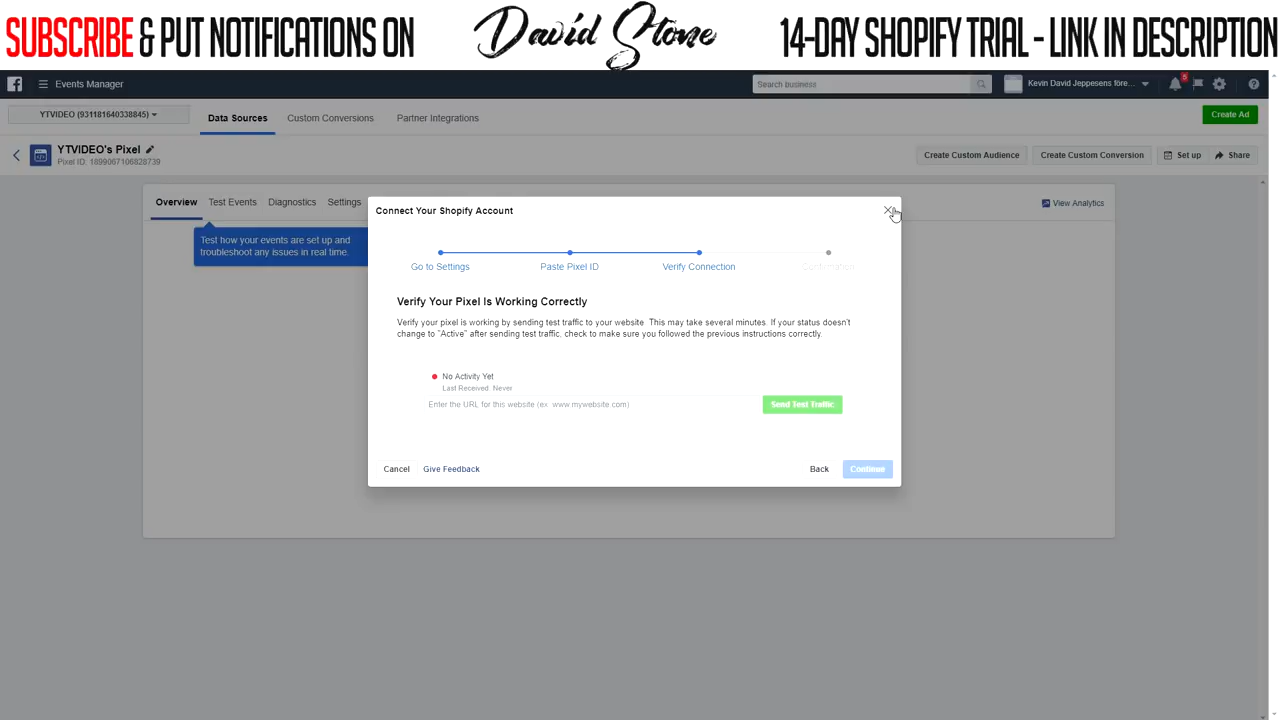 SUBSCRIBE & PUT NOTIFICATIONS ON
David Stone
14-DAY SHOPIFY TRIAL - LINK IN DESCRIPTION
Events Manager
Search business
Kevin David Jeppesens före...
YTVIDEO (931181640338845)
Data Sources
Custom Conversions
Partner Integrations
Create Ad
YTVIDEO's Pixel
Pixel ID: 1899067106828739
Create Custom Audience
Create Custom Conversion
Set up
Share
Overview
Test Events
Diagnostics
Settings
View Analytics
Test how your events are set up and
troubleshoot any issues in real time.
Connect Your Shopify Account
Go to Settings
Paste Pixel ID
Verify Connection
Confirmation
Verify Your Pixel Is Working Correctly
Verify your pixel is working by sending test traffic to your website. This may take several minutes. If your status doesn't
change to "Active" after sending test traffic, check to make sure you followed the previous instructions correctly.
No Activity Yet
Last Received: Never
Enter the URL for this website (ex: www.mywebsite.com)
Send Test Traffic
Cancel
Give Feedback
Back
Continue